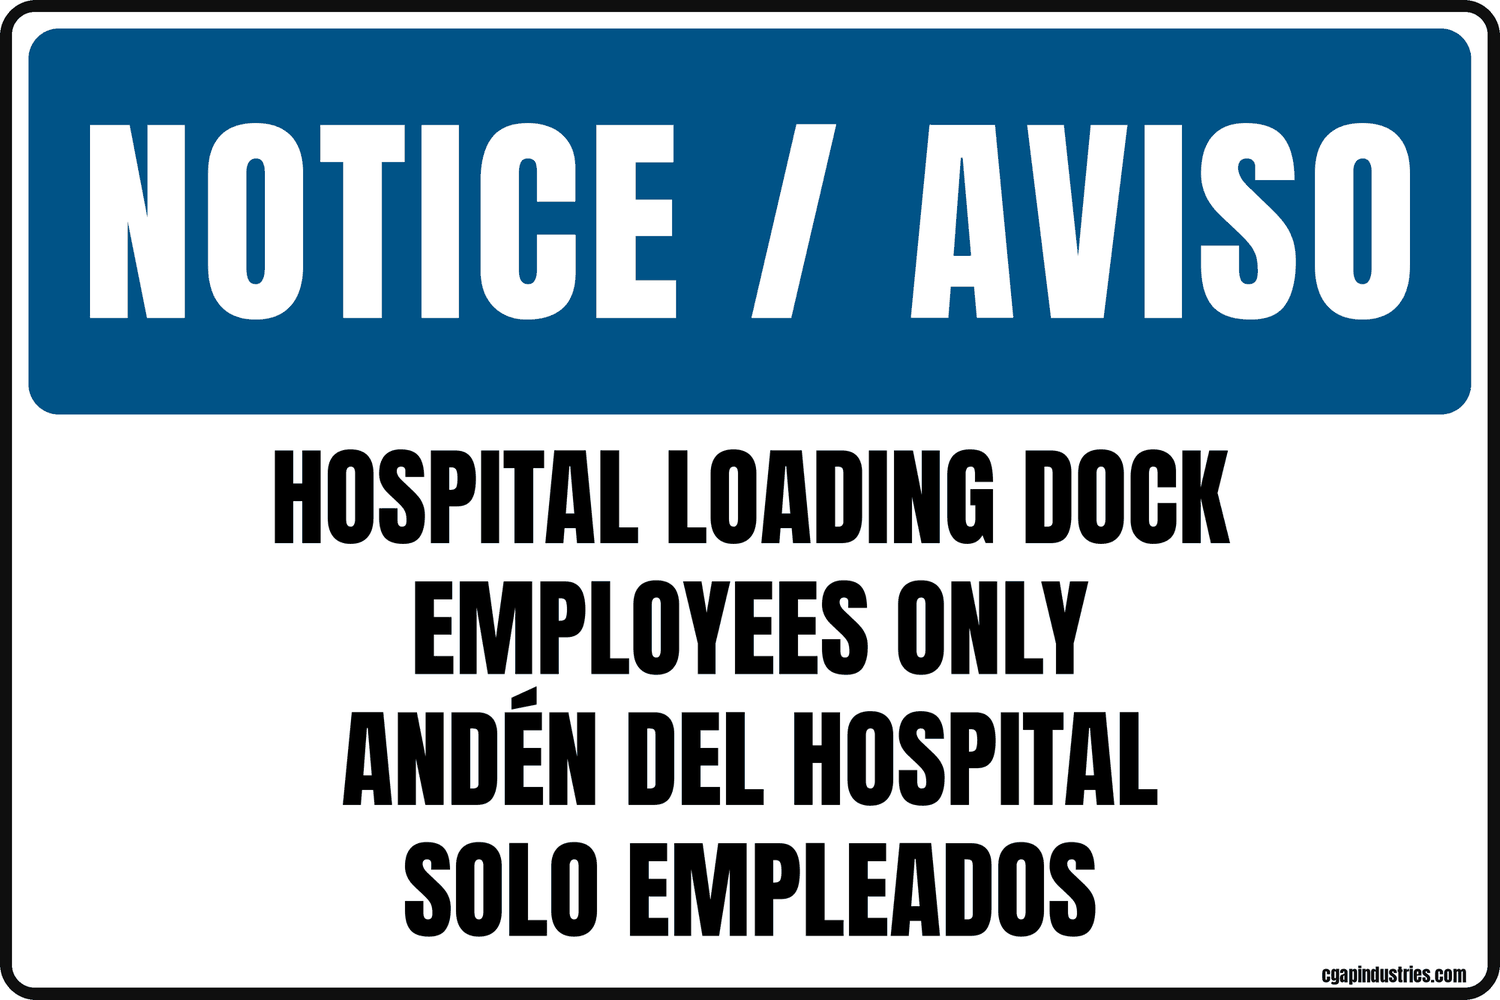 NOTICE / AVISO
HOSPITAL LOADING DOCK
EMPLOYEES ONLY
ANDÉN DEL HOSPITAL
SOLO EMPLEADOS
cgapindustries.com